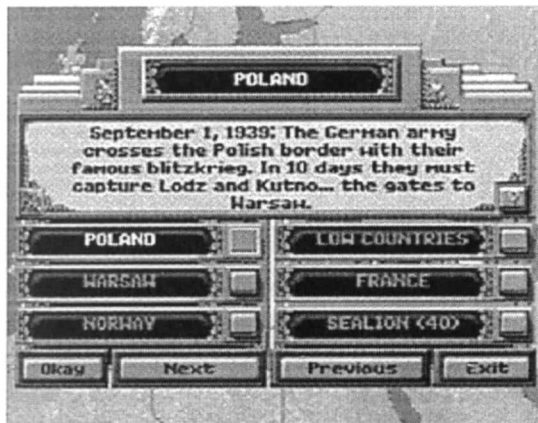 POLAND
September 1, 1939: The German army
crosses the Polish border with their
famous blitzkrieg. In 10 days they must
capture Lodz and Kutno... the gates to
Warsaw.
POLAND
LOW COUNTRIES
WARSAW
FRANCE
NORWAY
SEALION (40)
Okay
Next
Previous
Exit